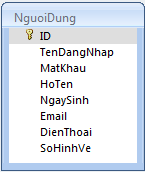 NguoiDung
ID
TenDangNhap
MatKhau
HoTen
NgaySinh
Email
DienThoai
SoHinhVe